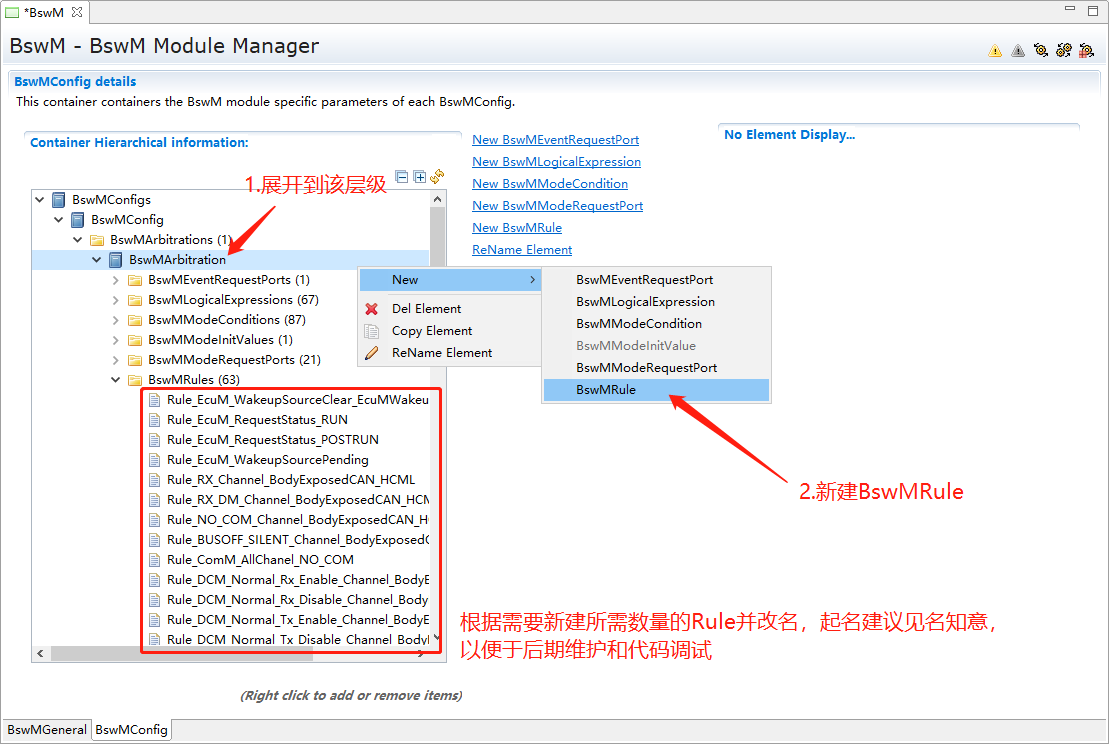 *BswM
BswM - BswM Module Manager
BswMConfig details
This container containers the BswM module specific parameters of each BswMConfig.
Container Hierarchical information:
1.展开到该层级
BswMConfigs
BswMConfig
BswMArbitrations (1)
BswMArbitration
BswMEventRequestPorts (1)
BswMLogicalExpressions (67)
BswMModeConditions (87)
BswMModeInitValues (1)
BswMModeRequestPorts (21)
BswMRules (63)
Rule_EcuM_WakeupSourceClear_EcuMWakeu
Rule_EcuM_RequestStatus_RUN
Rule_EcuM_RequestStatus_POSTRUN
Rule_EcuM_WakeupSourcePending
Rule_RX_Channel_BodyExposedCAN_HCML
Rule_RX_DM_Channel_BodyExposedCAN_HCM
Rule_NO_COM_Channel_BodyExposedCAN_H
Rule_BUSOFF_SILENT_Channel_BodyExposed
Rule_ComM_AllChanel_NO_COM
Rule_DCM_Normal_Rx_Enable_Channel_BodyE
Rule_DCM_Normal_Rx_Disable_Channel_Body
Rule_DCM_Normal_Tx_Enable_Channel_BodyE
Rule_DCM_Normal_Tx_Disable_Channel_Bodyl
New BswMEventRequestPort
New BswMLogicalExpression
New BswMModeCondition
New BswMModeRequestPort
New BswMRule
ReName Element
No Element Display...
New
Del Element
Copy Element
ReName Element
BswMEventRequestPort
BswMLogicalExpression
BswMModeCondition
BswMModeInitValue
BswMModeRequestPort
BswMRule
2.新建BswMRule
根据需要新建所需数量的Rule并改名，起名建议见名知意，
以便于后期维护和代码调试
(Right click to add or remove items)
BswMGeneral
BswMConfig